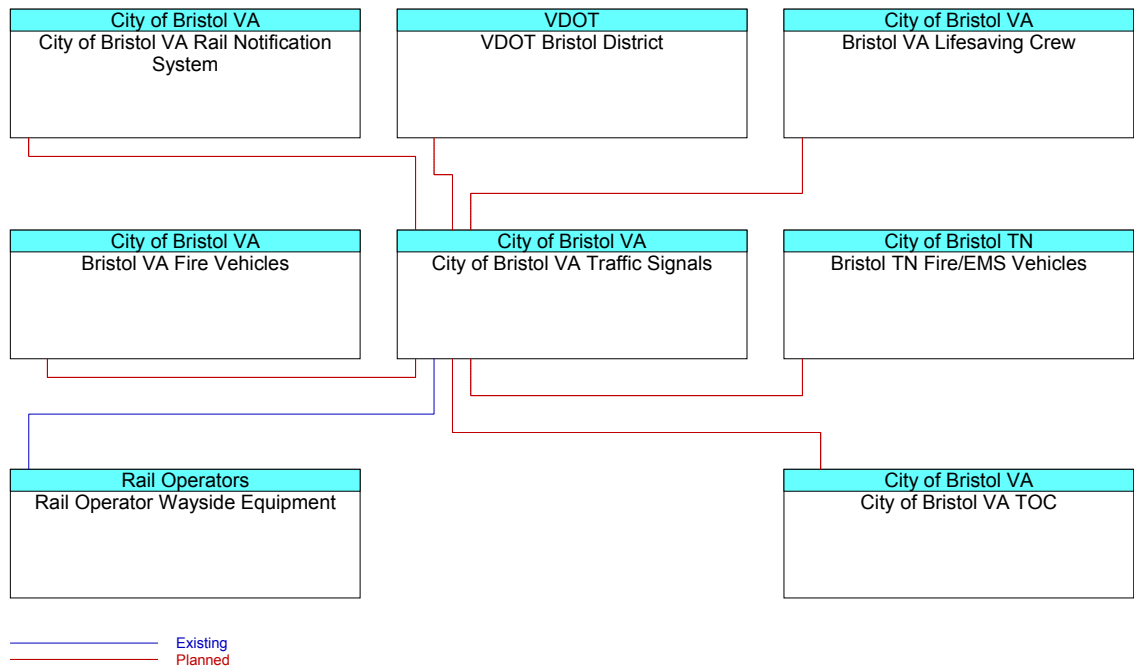 City of Bristol VA
City of Bristol VA Rail Notification
System
VDOT
VDOT Bristol District
City of Bristol VA
Bristol VA Lifesaving Crew
City of Bristol VA
Bristol VA Fire Vehicles
City of Bristol VA
City of Bristol VA Traffic Signals
City of Bristol TN
Bristol TN Fire/EMS Vehicles
Rail Operators
Rail Operator Wayside Equipment
City of Bristol VA
City of Bristol VA TOC
Existing
Planned